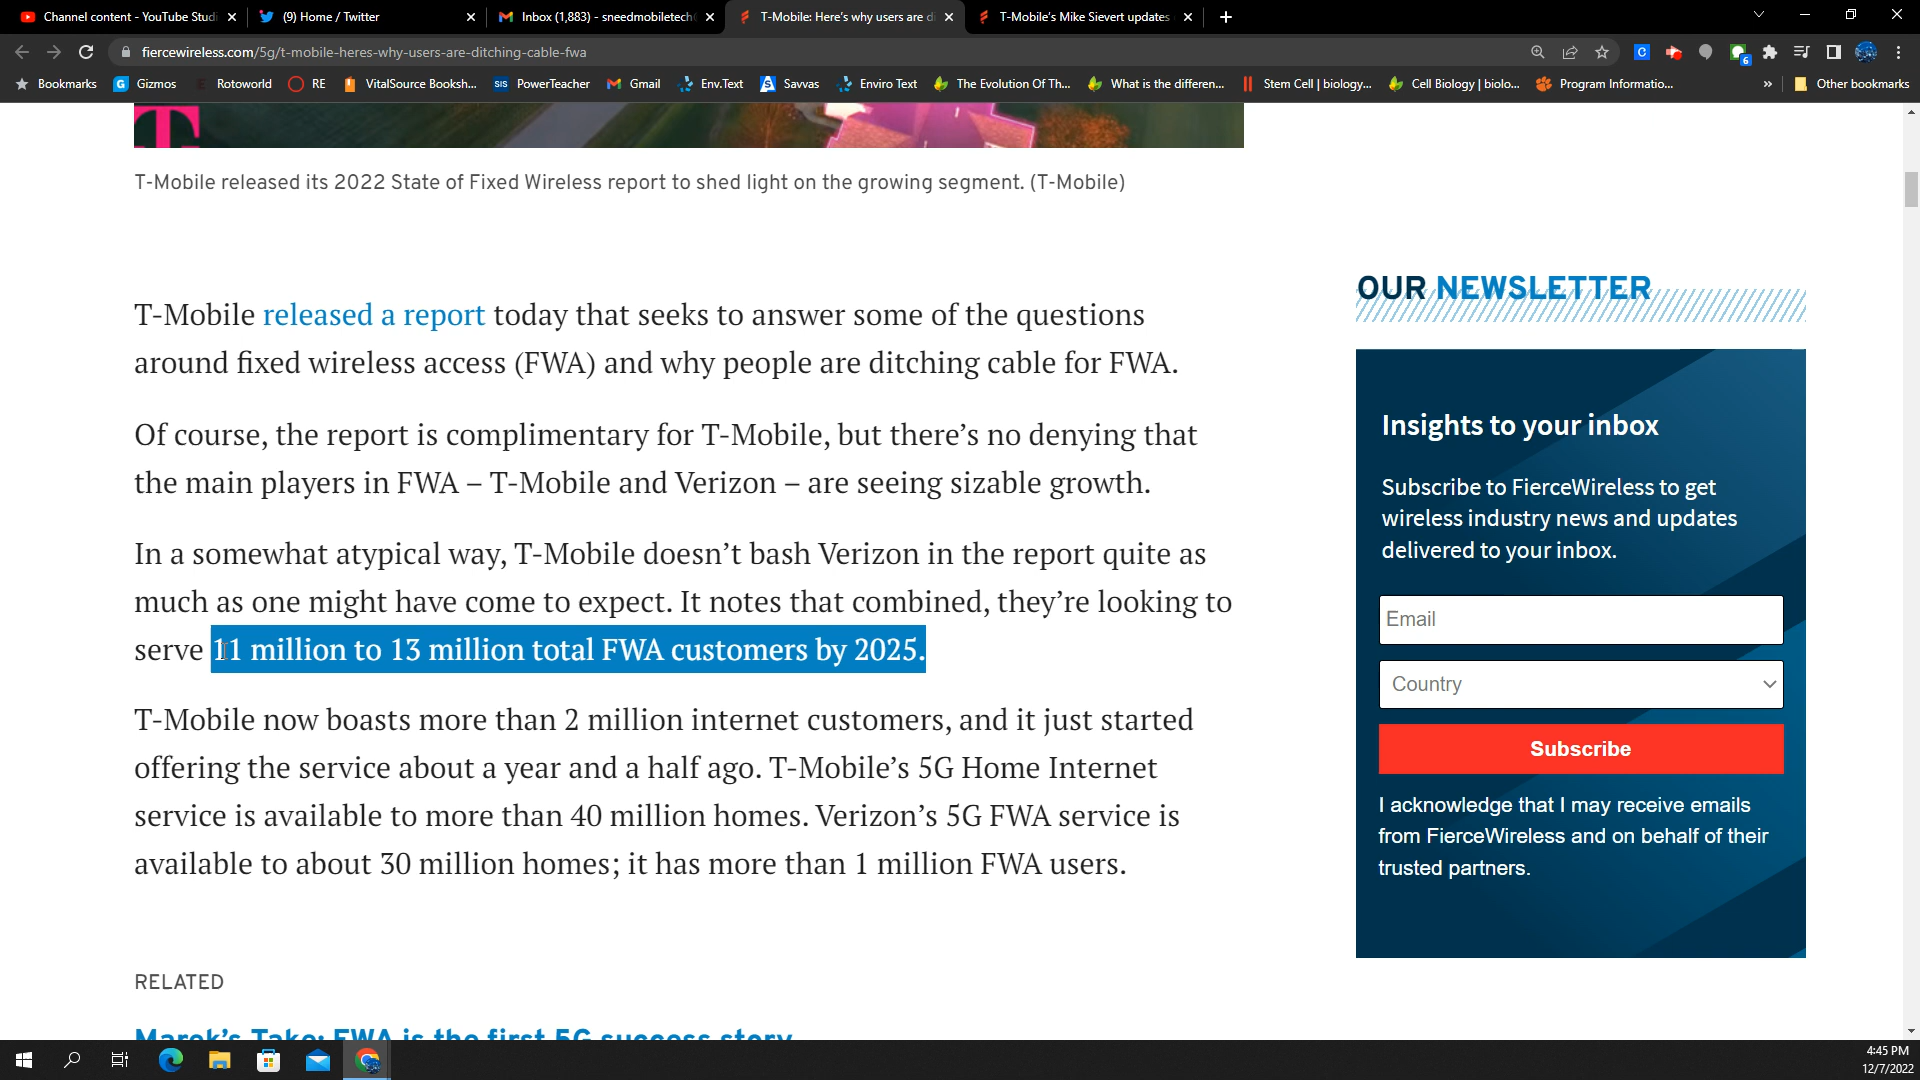 Channel content - YouTube Studi
(9) Home / Twitter
Inbox (1,883) - sneedmobiletech
T-Mobile: Here's why users are di
T-Mobile's Mike Sievert updates
fiercewireless.com/5g/t-mobile-heres-why-users-are-ditching-cable-fwa
Bookmarks
Gizmos
Rotoworld
RE
VitalSource Booksh...
SIS PowerTeacher
Gmail
Env.Text
Savvas
Enviro Text
The Evolution Of Th...
What is the differen...
Stem Cell | biology...
Cell Biology | biolo...
Program Informatio...
»
Other bookmarks
T
T-Mobile released its 2022 State of Fixed Wireless report to shed light on the growing segment. (T-Mobile)
T-Mobile released a report today that seeks to answer some of the questions
around fixed wireless access (FWA) and why people are ditching cable for FWA.
Of course, the report is complimentary for T-Mobile, but there's no denying that
the main players in FWA – T-Mobile and Verizon – are seeing sizable growth.
In a somewhat atypical way, T-Mobile doesn't bash Verizon in the report quite as
much as one might have come to expect. It notes that combined, they're looking to
serve 11 million to 13 million total FWA customers by 2025.
T-Mobile now boasts more than 2 million internet customers, and it just started
offering the service about a year and a half ago. T-Mobile's 5G Home Internet
service is available to more than 40 million homes. Verizon's 5G FWA service is
available to about 30 million homes; it has more than 1 million FWA users.
RELATED
Marek's Take: FWA is the first 5G success story
OUR NEWSLETTER
Insights to your inbox
Subscribe to FierceWireless to get
wireless industry news and updates
delivered to your inbox.
Email
Country
Subscribe
I acknowledge that I may receive emails
from FierceWireless and on behalf of their
trusted partners.
4:45 PM
12/7/2022